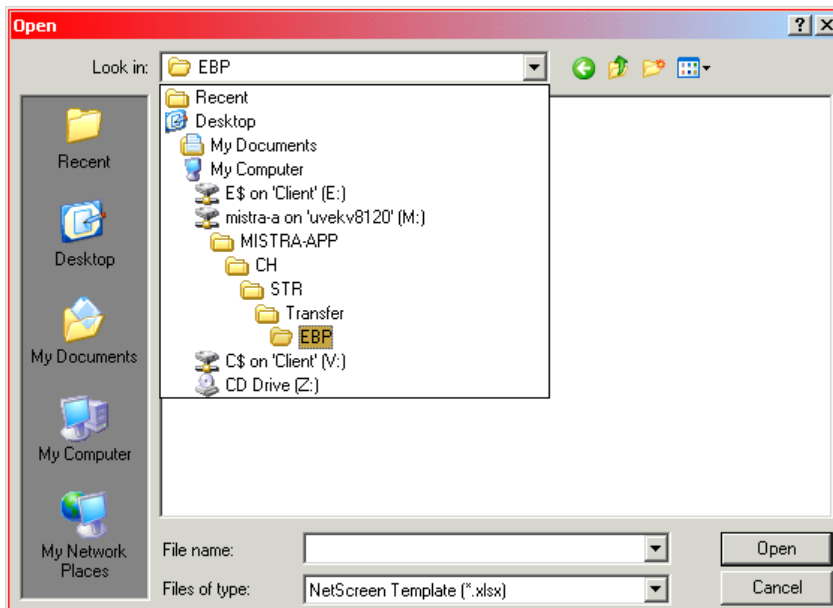 Open
Look in: EBP
Recent
Desktop
My Documents
My Computer
E$ on 'Client' (E:)
mistra-a on 'uvekv8120' (M:)
MISTRA-APP
CH
STR
Transfer
EBP
C$ on 'Client' (V:)
CD Drive (Z:)
Recent
Desktop
My Documents
My Computer
My Network
Places
File name:
Open
Files of type: NetScreen Template (*.xlsx)
Cancel